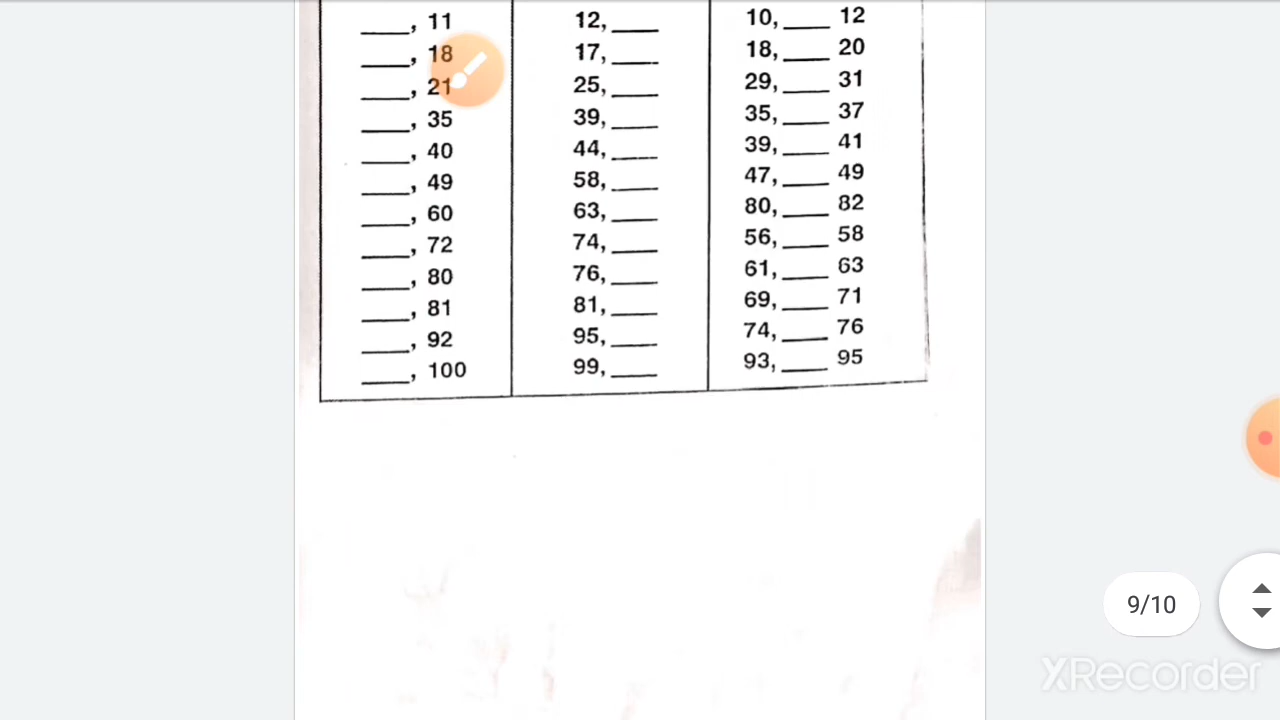 ____, 11
____, 18
____, 21
____, 35
____, 40
____, 49
____, 60
____, 72
____, 80
____, 81
____, 92
____, 100
12, ____
17, ____
25, ____
39, ____
44, ____
58, ____
63, ____
74, ____
76, ____
81, ____
95, ____
99, ____
10, ____ 12
18, ____ 20
29, ____ 31
35, ____ 37
39, ____ 41
47, ____ 49
80, ____ 82
56, ____ 58
61, ____ 63
69, ____ 71
74, ____ 76
93, ____ 95
9/10
XRecorder